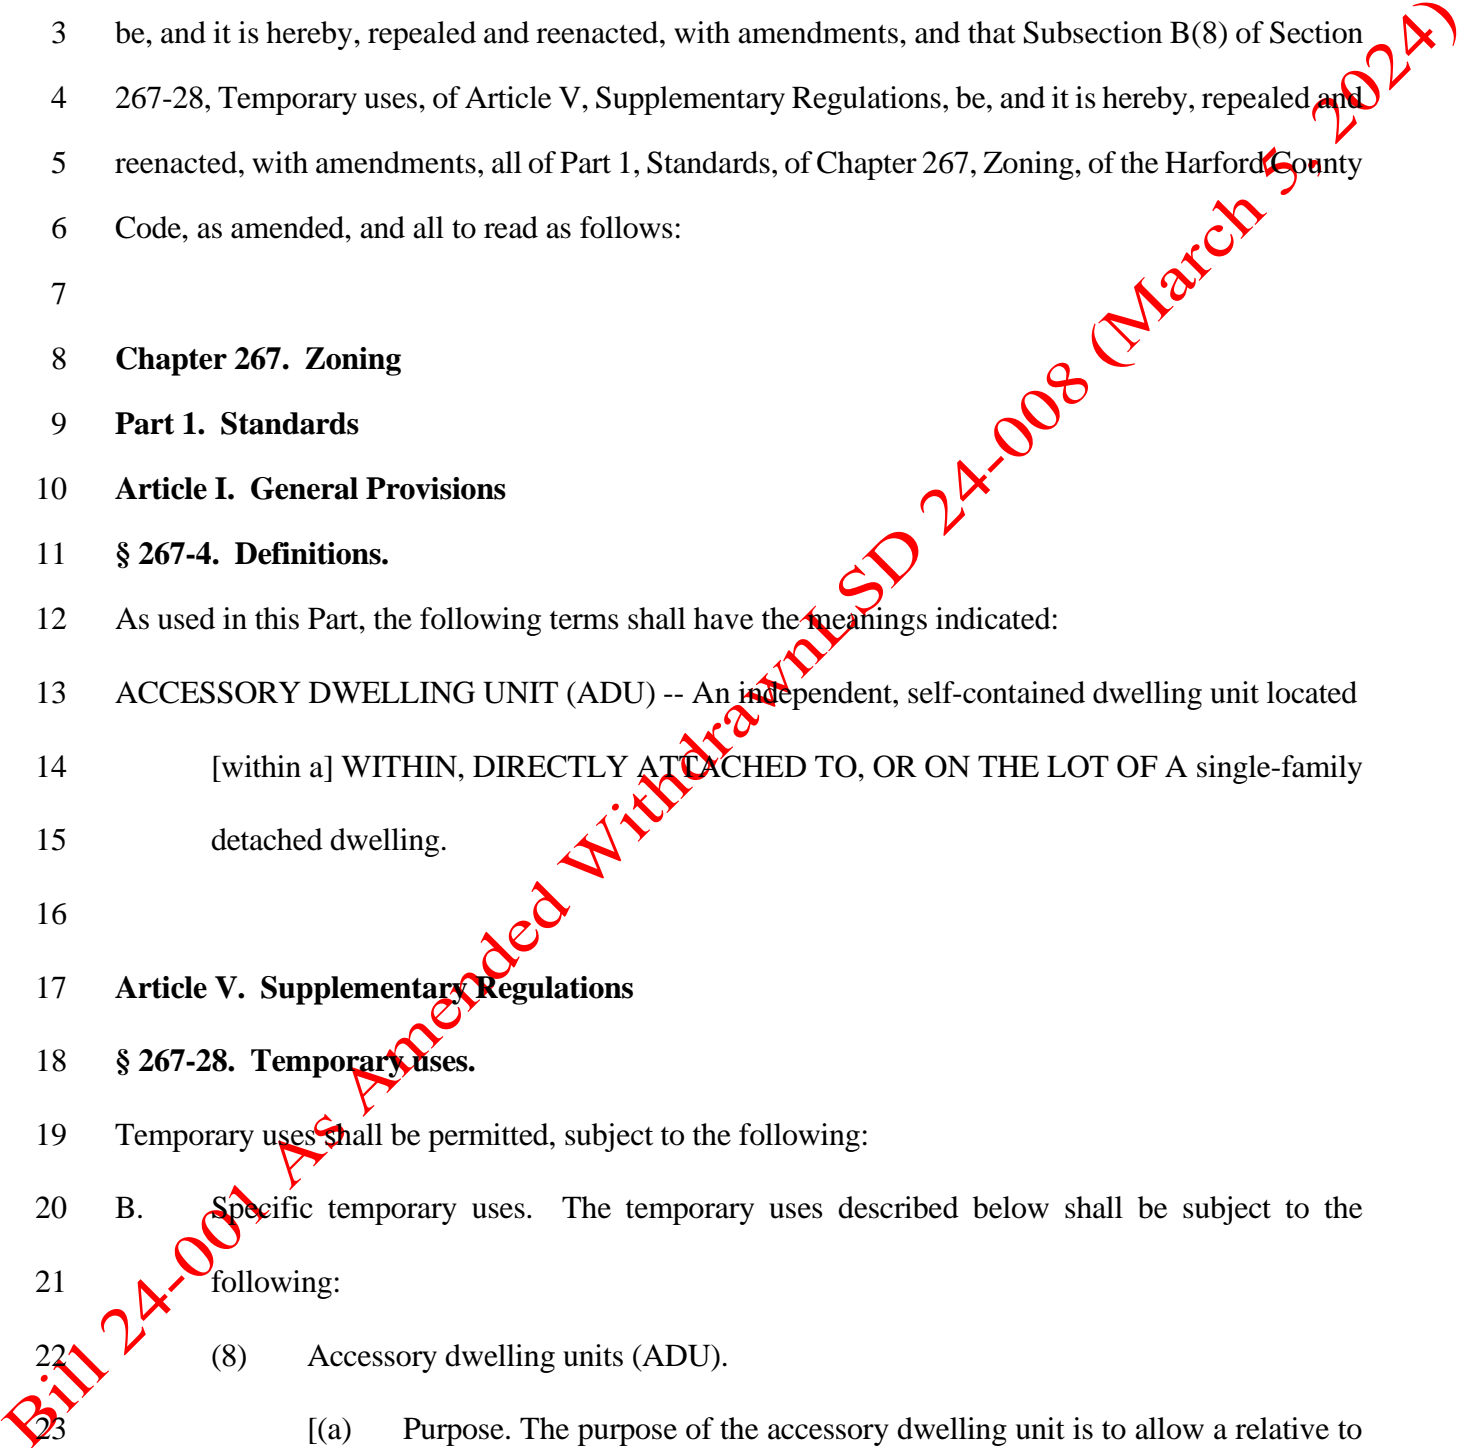 3 be, and it is hereby, repealed and reenacted, with amendments, and that Subsection B(8) of Section
4 267-28, Temporary uses, of Article V, Supplementary Regulations, be, and it is hereby, repealed and
5 reenacted, with amendments, all of Part 1, Standards, of Chapter 267, Zoning, of the Harford County
6 Code, as amended, and all to read as follows:
7
8 Chapter 267. Zoning
9 Part 1. Standards
10 Article I. General Provisions
11 § 267-4. Definitions.
12 As used in this Part, the following terms shall have the meanings indicated:
13 ACCESSORY DWELLING UNIT (ADU) -- An independent, self-contained dwelling unit located
14 [within a] WITHIN, DIRECTLY ATTACHED TO, OR ON THE LOT OF A single-family
15 detached dwelling.
16
17 Article V. Supplementary Regulations
18 § 267-28. Temporary uses.
19 Temporary uses shall be permitted, subject to the following:
20 B. Specific temporary uses. The temporary uses described below shall be subject to the
21 following:
22 (8) Accessory dwelling units (ADU).
23 [(a) Purpose. The purpose of the accessory dwelling unit is to allow a relative to
Bill 24-001 As Amended WithdrawnLSD 24-008 (March 5, 2024)